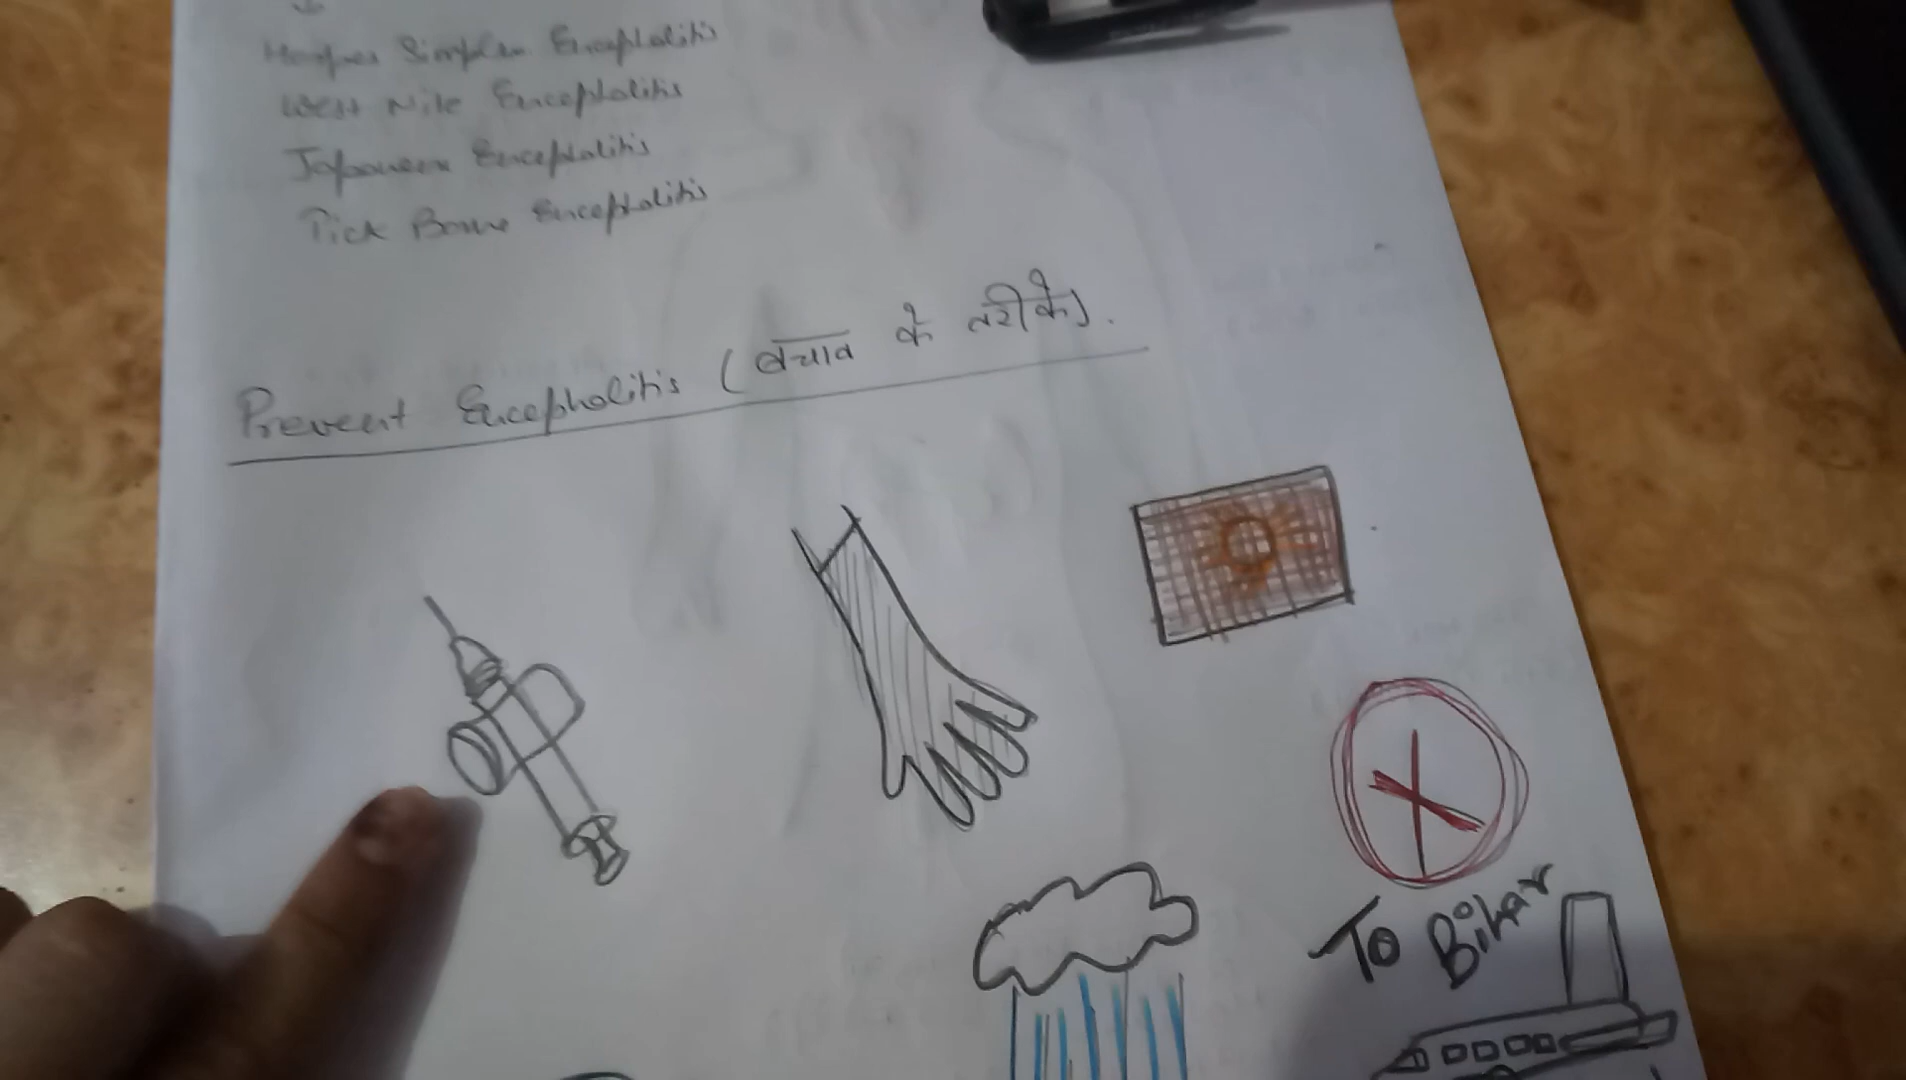 Herpes Simplex Encephalitis
West Nile Encephalitis
Japanese Encephalitis
Tick Borne Encephalitis
Prevent Encephalitis (बचाव के तरीके).
To Bihar